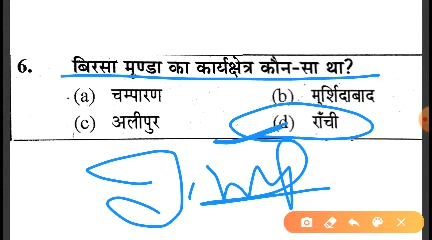 6. बिरसा मुण्डा का कार्यक्षेत्र कौन-सा था?
(a) चम्पारण (b) मुर्शिदाबाद
(c) अलीपुर (d) राँची